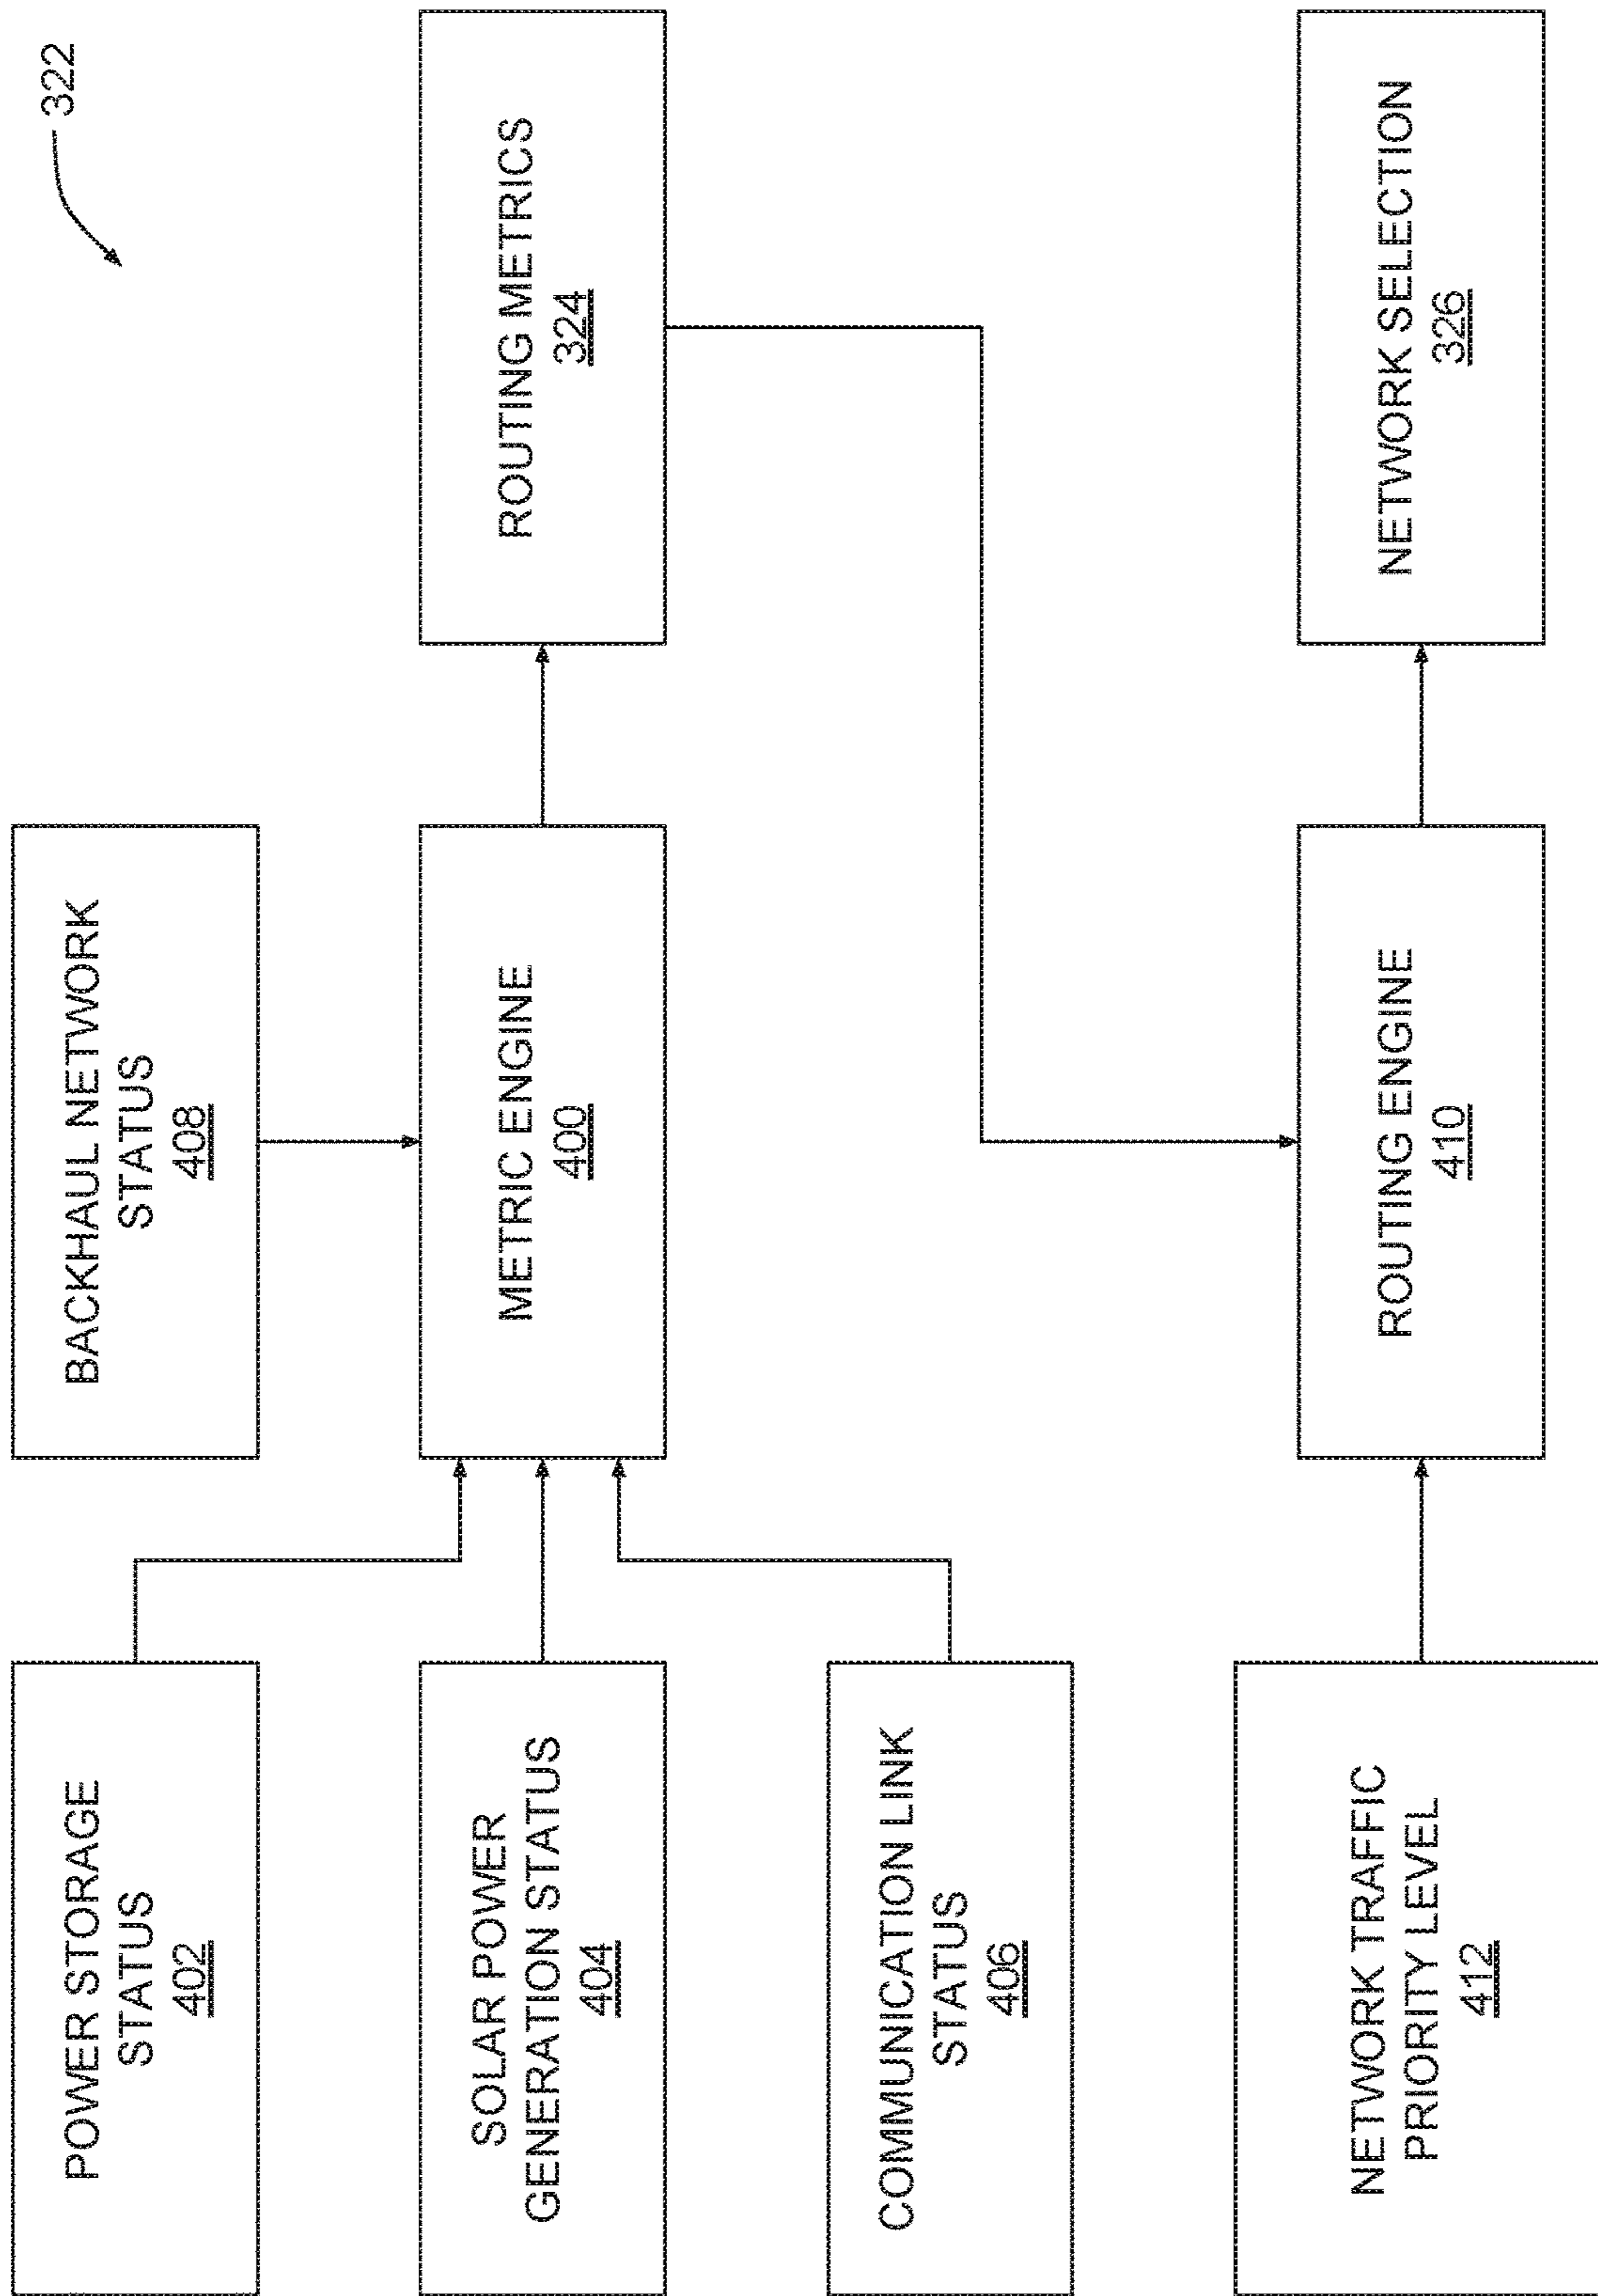 322
POWER STORAGE
STATUS
402
BACKHAUL NETWORK
STATUS
408
SOLAR POWER
GENERATION STATUS
404
METRIC ENGINE
400
ROUTING METRICS
324
COMMUNICATION LINK
STATUS
406
NETWORK TRAFFIC
PRIORITY LEVEL
412
ROUTING ENGINE
410
NETWORK SELECTION
326